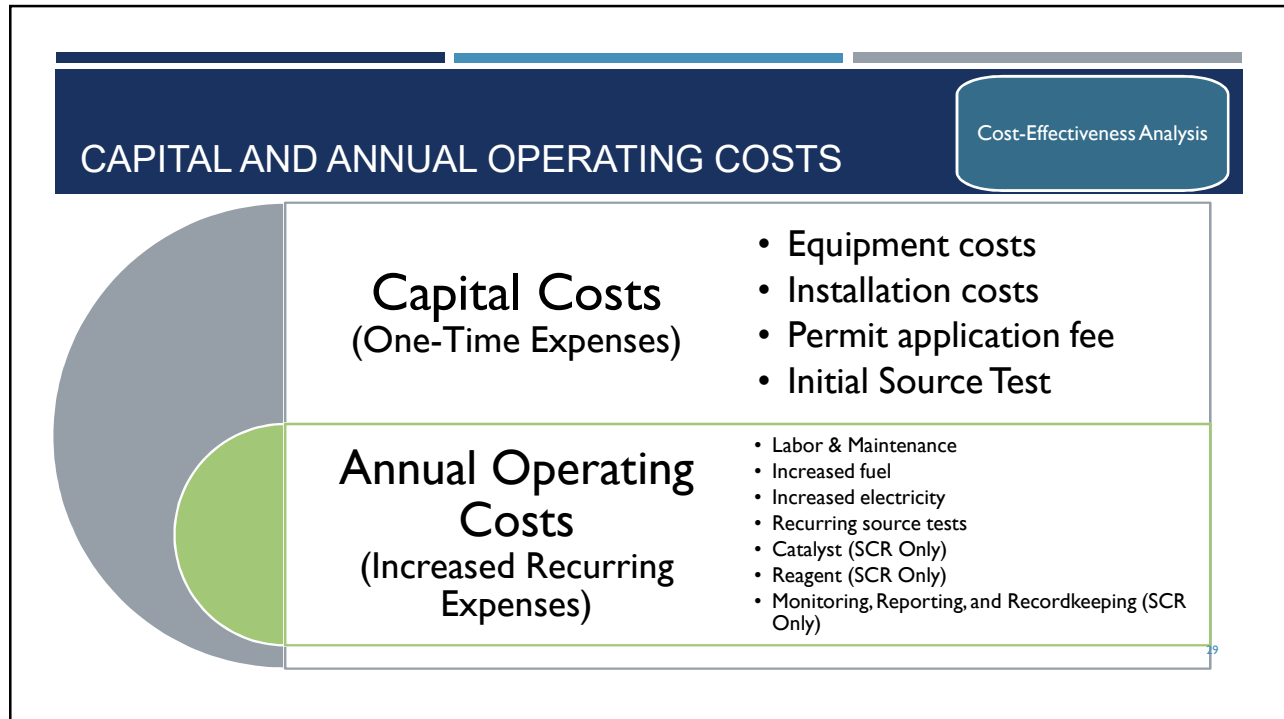 Cost-Effectiveness Analysis
CAPITAL AND ANNUAL OPERATING COSTS
Capital Costs
(One-Time Expenses)
• Equipment costs
• Installation costs
• Permit application fee
• Initial Source Test
Annual Operating
Costs
(Increased Recurring
Expenses)
• Labor & Maintenance
• Increased fuel
• Increased electricity
• Recurring source tests
• Catalyst (SCR Only)
• Reagent (SCR Only)
• Monitoring, Reporting, and Recordkeeping (SCR
Only)
29